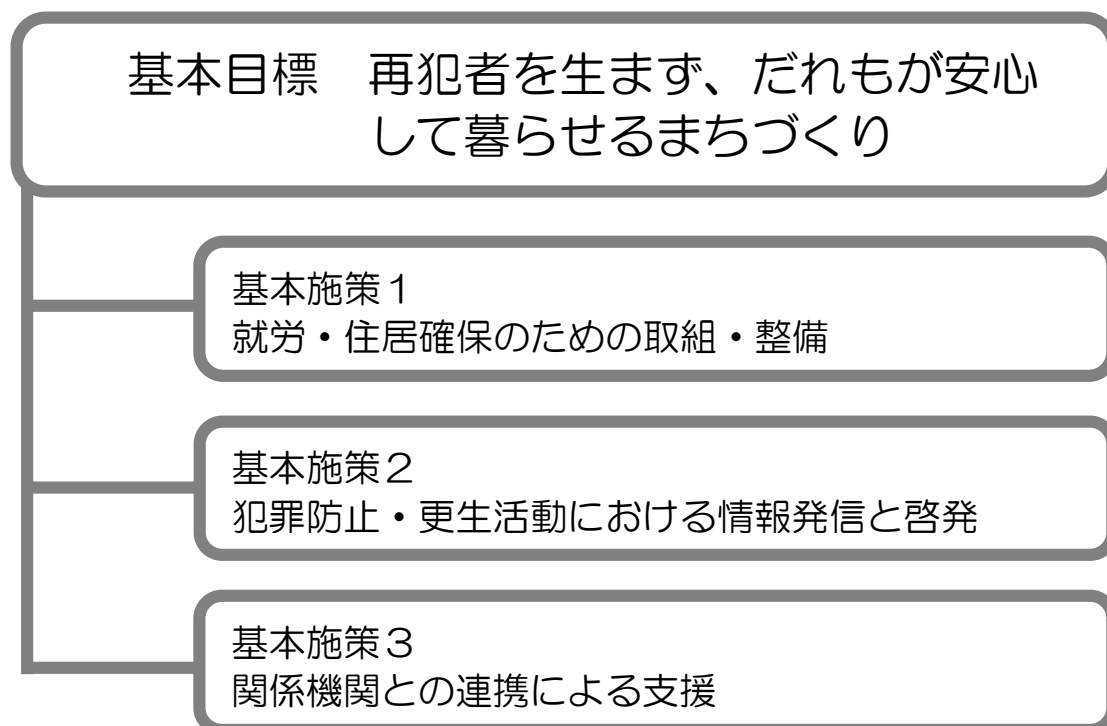 基本目標　再犯者を生まず、だれもが安心
して暮らせるまちづくり
基本施策１
就労・住居確保のための取組・整備
基本施策２
犯罪防止・更生活動における情報発信と啓発
基本施策３
関係機関との連携による支援